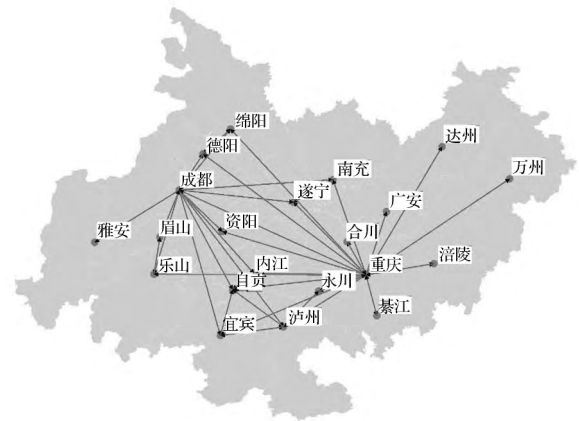 绵阳
德阳
达州
成都
南充
万州
遂宁
广安
雅安
眉山
资阳
合川
乐山
内江
重庆
涪陵
自贡
永川
綦江
宜宾
泸州